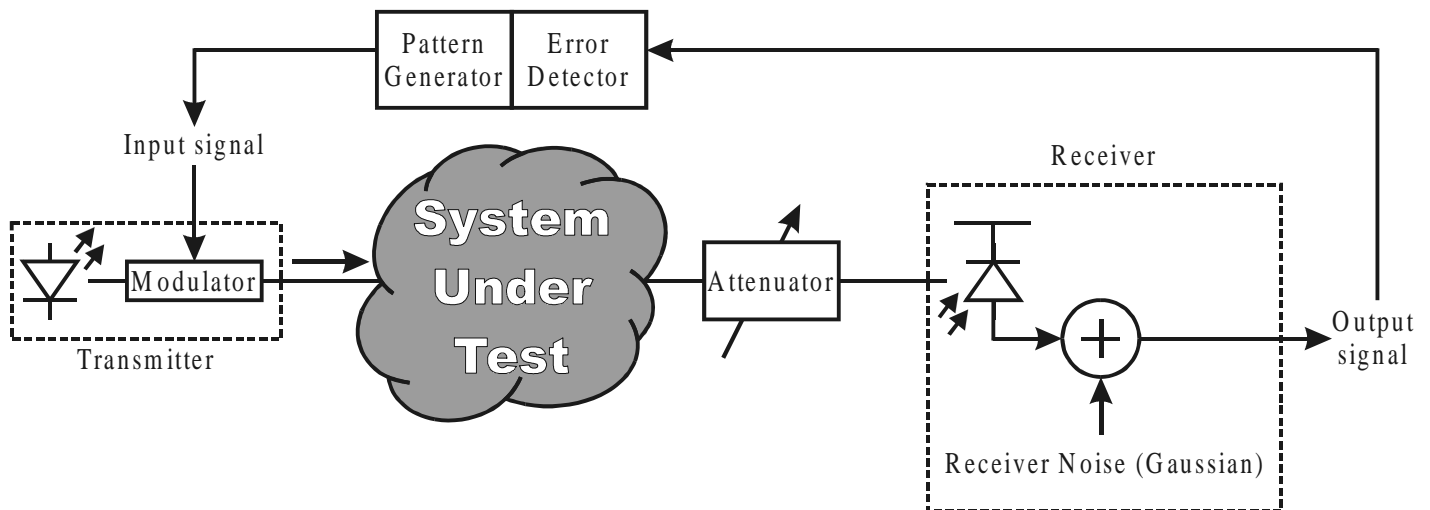 Pattern
Generator
Error
Detector
Input signal
Receiver
System
Under
Test
Modulator
Attenuator
Transmitter
Output
signal
Receiver Noise (Gaussian)